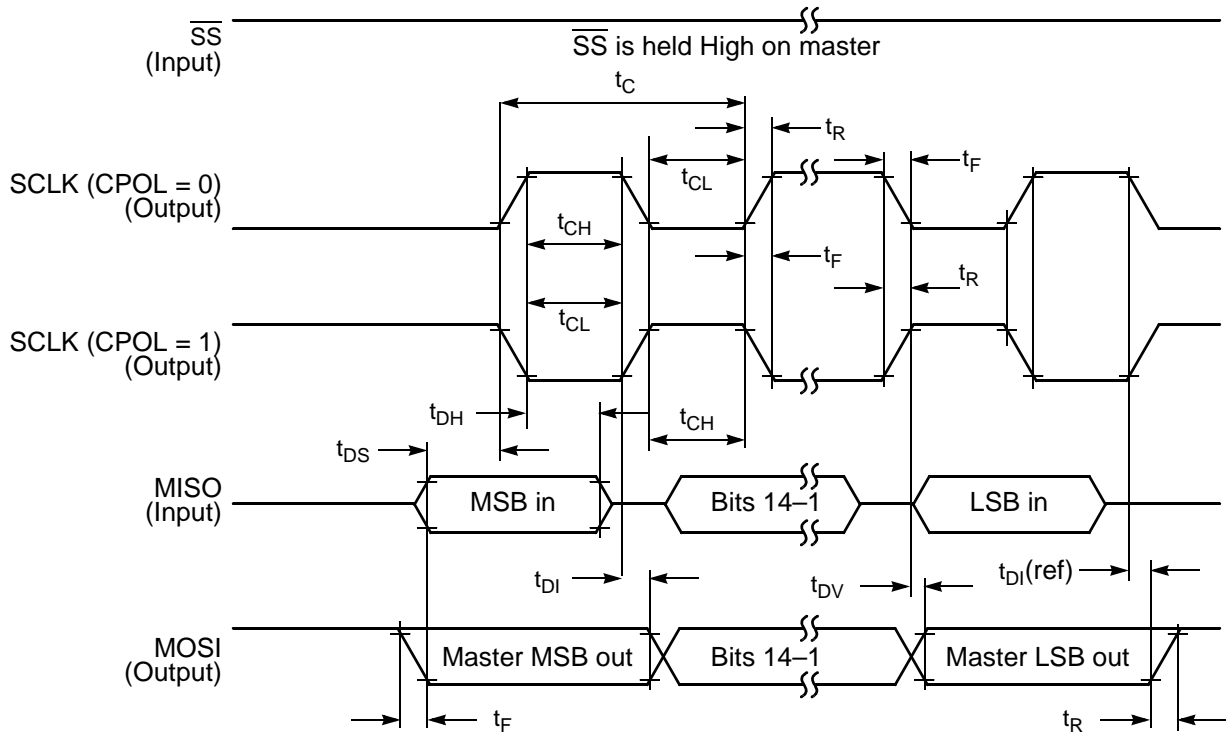 SS
(Input)
SS is held High on master
tC
tR
tCL
tF
SCLK (CPOL = 0)
(Output)
tCH
tF
tR
tCL
SCLK (CPOL = 1)
(Output)
tDH
tCH
tDS
MISO
(Input)
MSB in
Bits 14–1
LSB in
tDI
tDV
tDI(ref)
MOSI
(Output)
Master MSB out
Bits 14–1
Master LSB out
tF
tR